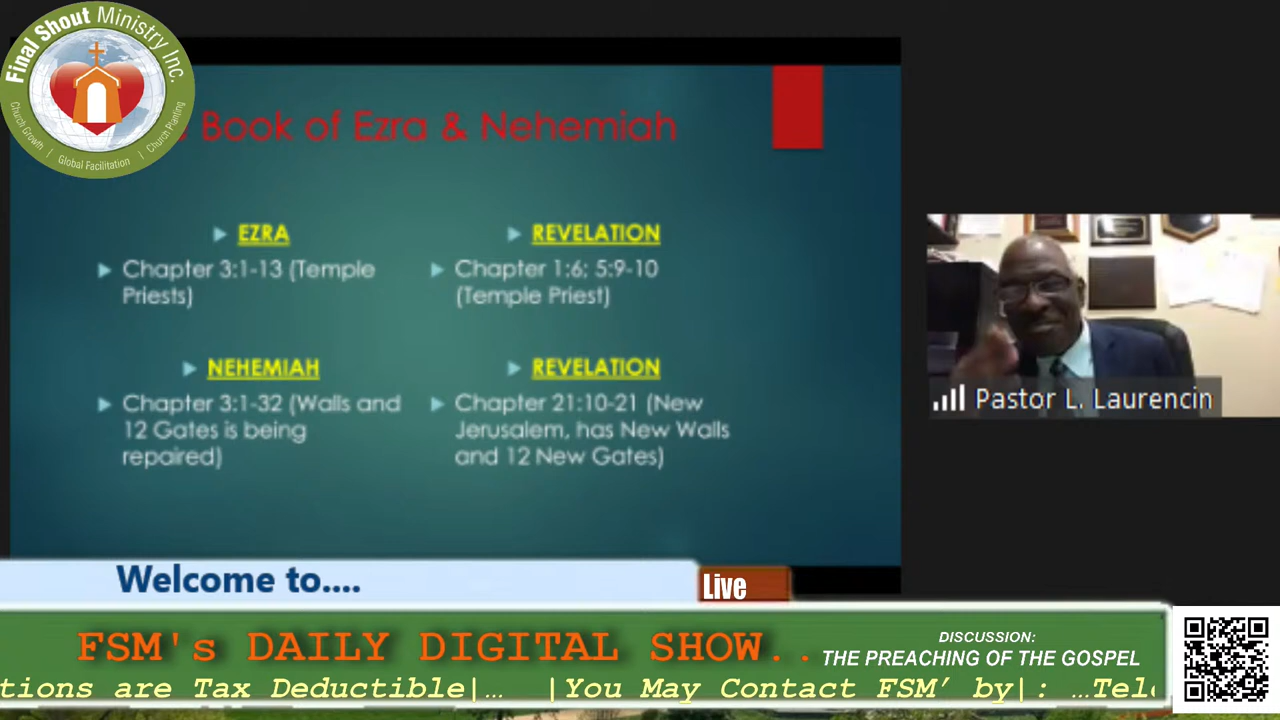 Final Shout Ministry Inc.
Church Growth | Global Facilitation | Church Planting
Book of Ezra & Nehemiah
EZRA
Chapter 3:1-13 (Temple
Priests)
REVELATION
Chapter 1:6; 5:9-10
(Temple Priest)
NEHEMIAH
Chapter 3:1-32 (Walls and
12 Gates is being
repaired)
REVELATION
Chapter 21:10-21 (New
Jerusalem, has New Walls
and 12 New Gates)
Pastor L. Laurencin
Welcome to....
Live
FSM's DAILY DIGITAL SHOW..
DISCUSSION:
THE PREACHING OF THE GOSPEL
tions are Tax Deductible|… |You May Contact FSM’ by|: …Tel